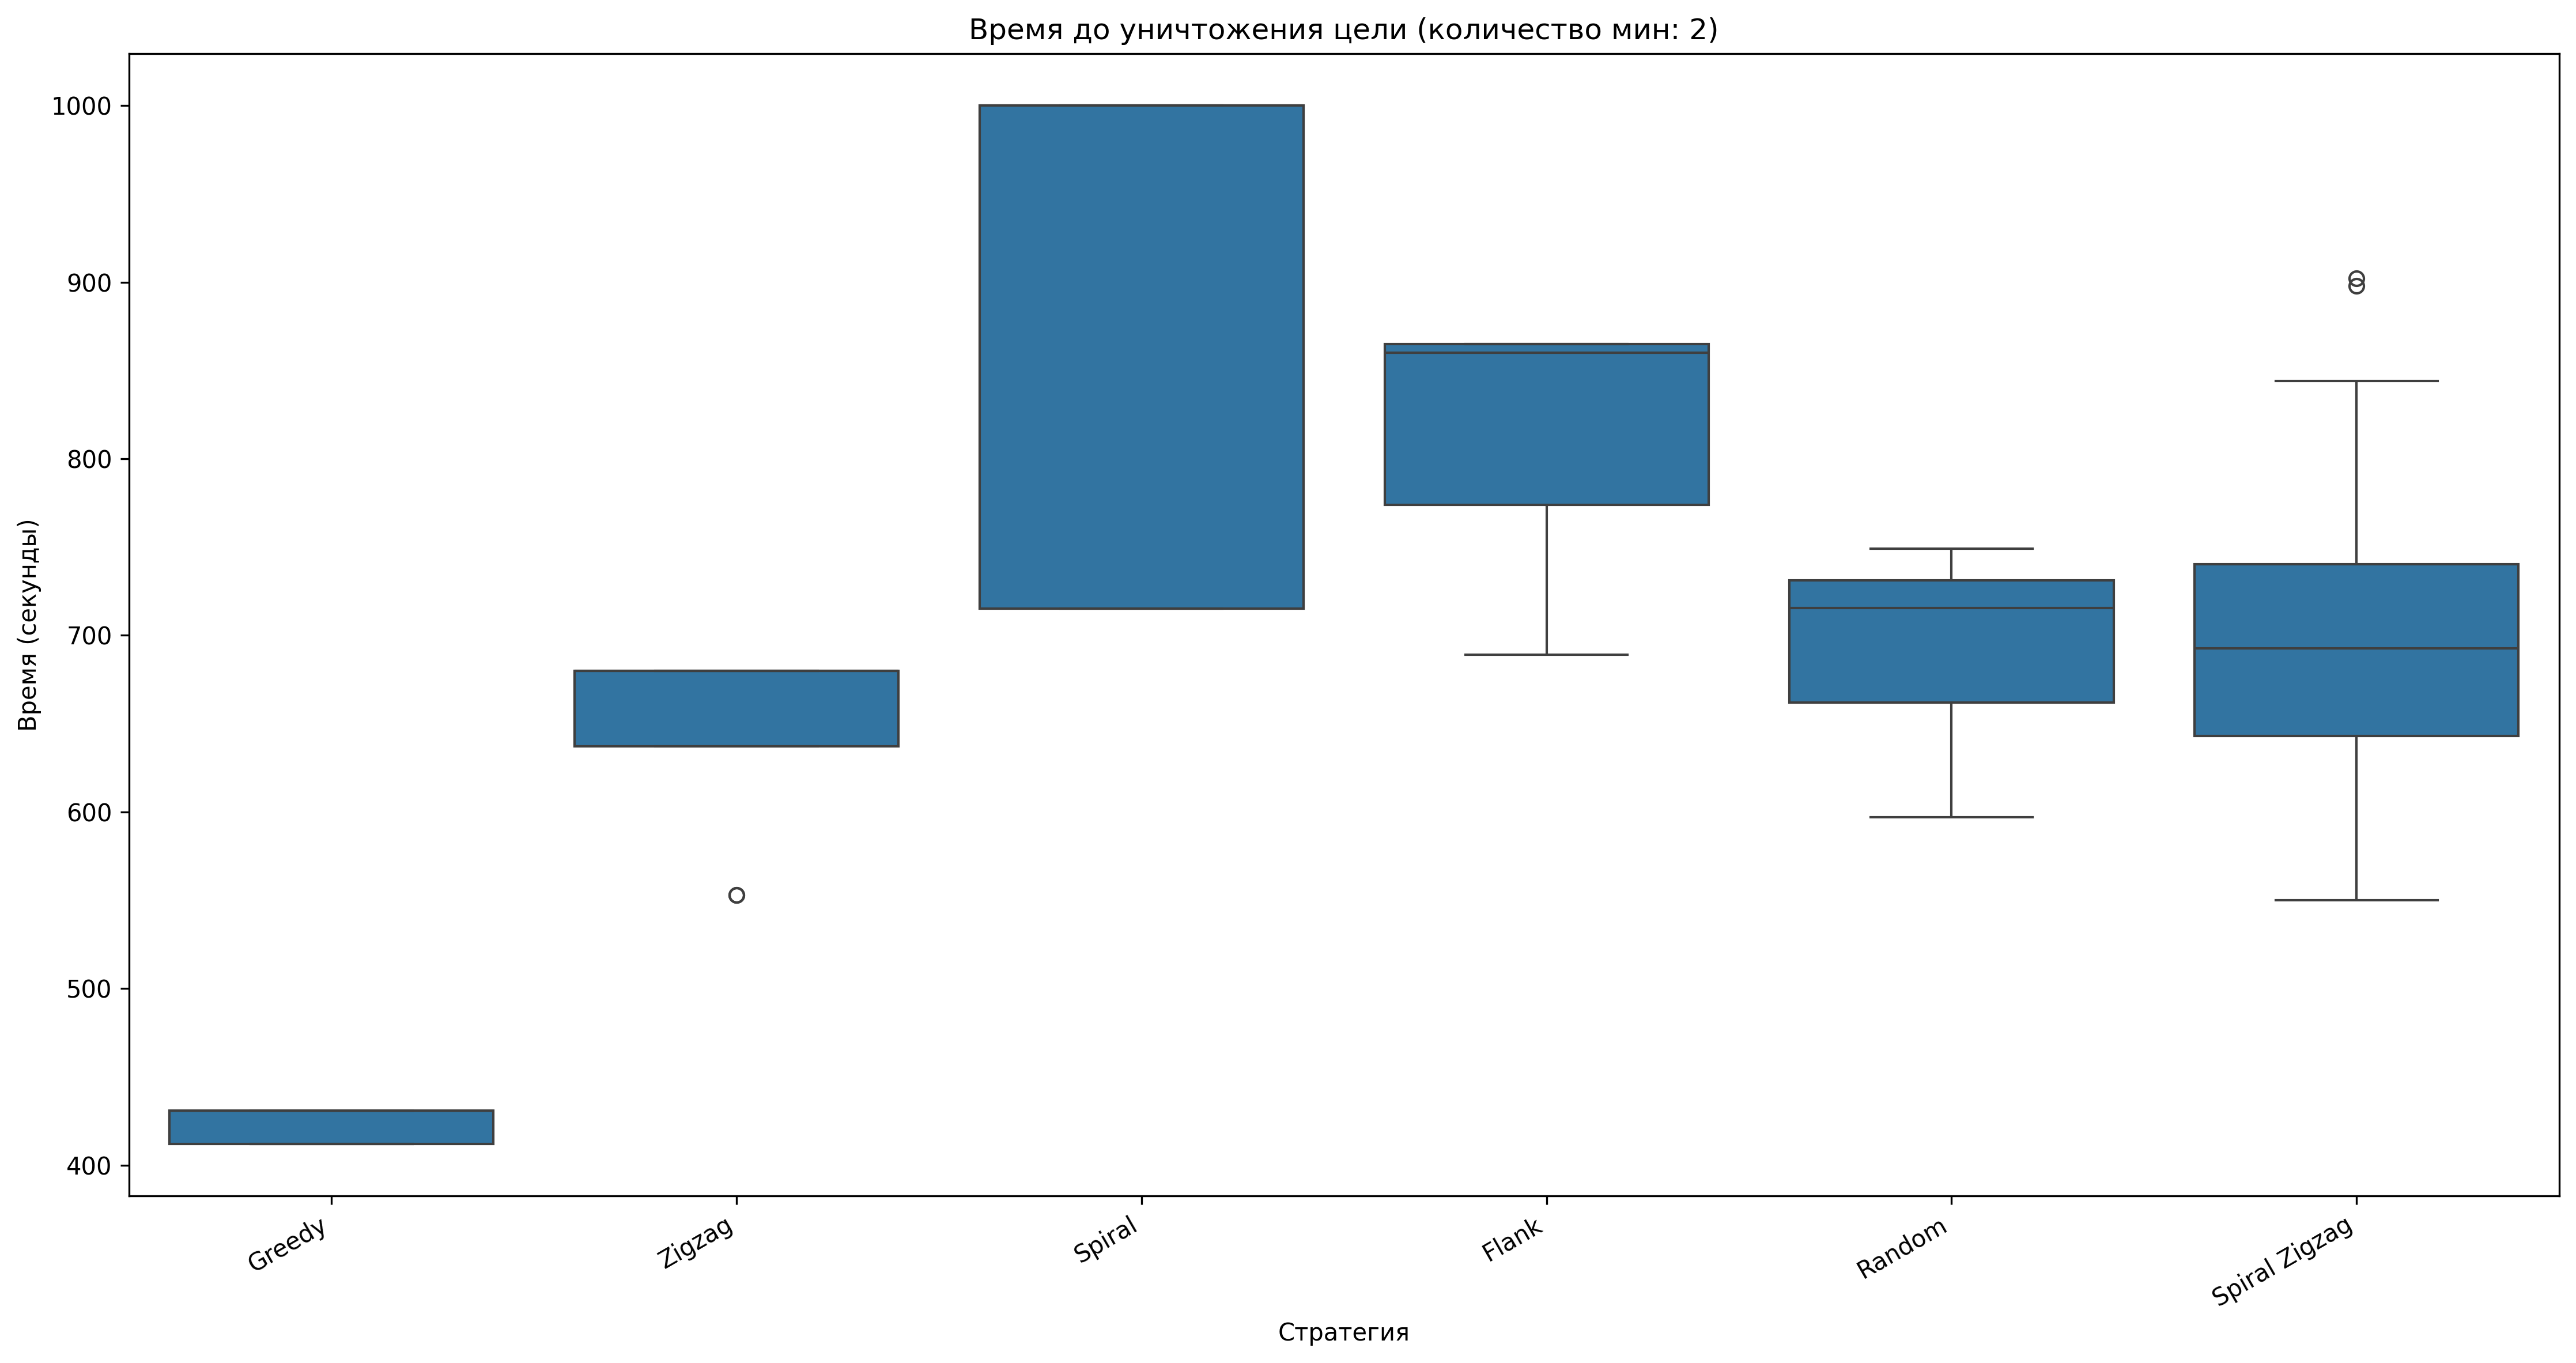 Время до уничтожения цели (количество мин: 2)
Время (секунды)
1000
900
800
700
600
500
400
Greedy
Zigzag
Spiral
Flank
Random
Spiral Zigzag
Стратегия